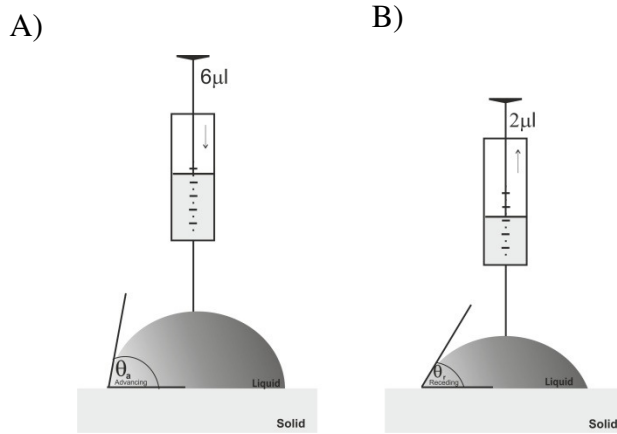 A)
6µl
θa
Advancing
Liquid
Solid
B)
2µl
θr
Receding
Liquid
Solid